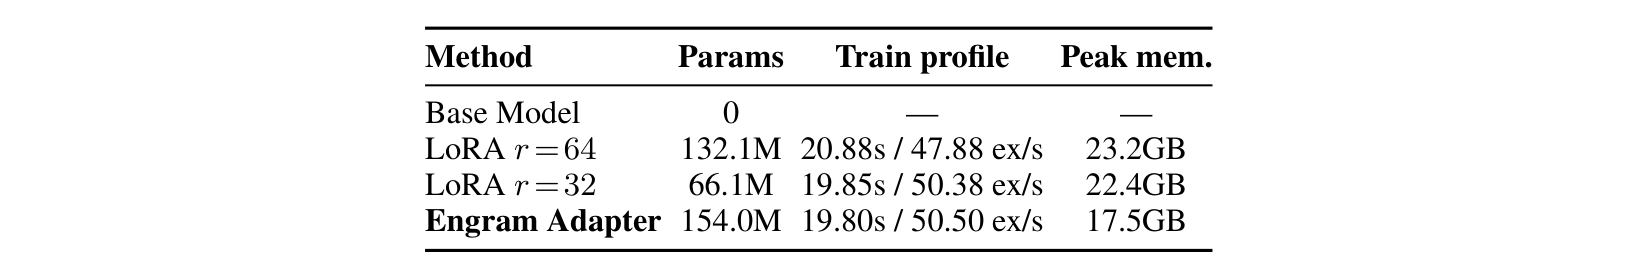 Method Params Train profile Peak mem.
Base Model 0 — —
LoRA r = 64 132.1M 20.88s / 47.88 ex/s 23.2GB
LoRA r = 32 66.1M 19.85s / 50.38 ex/s 22.4GB
Engram Adapter 154.0M 19.80s / 50.50 ex/s 17.5GB